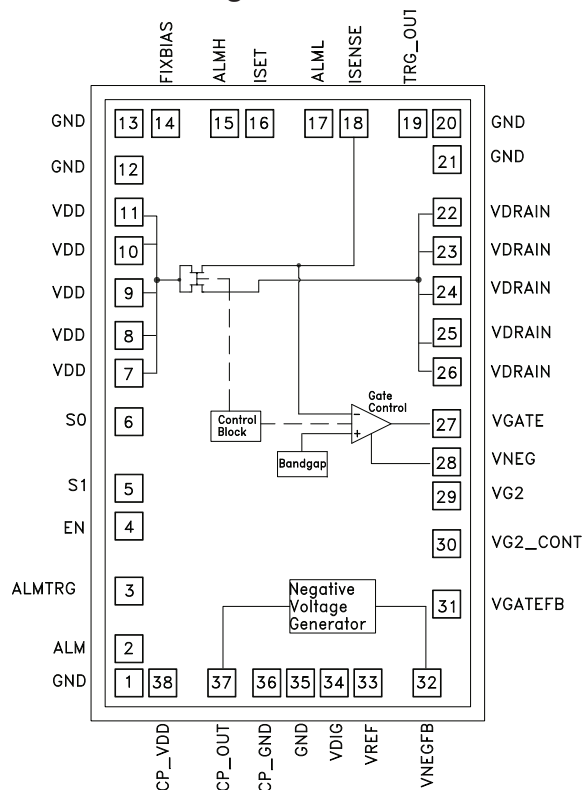 FIXBIAS
ALMH
ISET
ALML
ISENSE
TRG_OUT
GND
13
14
15
16
17
18
19
20
GND
GND
12
21
GND
VDD
11
22
VDRAIN
VDD
10
23
VDRAIN
VDD
9
24
VDRAIN
VDD
8
25
VDRAIN
VDD
7
26
VDRAIN
S0
6
Control
Block
Gate
Control
−
+
27
VGATE
Bandgap
28
VNEG
S1
5
29
VG2
EN
4
30
VG2_CONT
ALMTRG
3
Negative
Voltage
Generator
31
VGATEFB
ALM
2
GND
1
38
37
36
35
34
33
32
CP_VDD
CP_OUT
CP_GND
GND
VDIG
VREF
VNEGFB